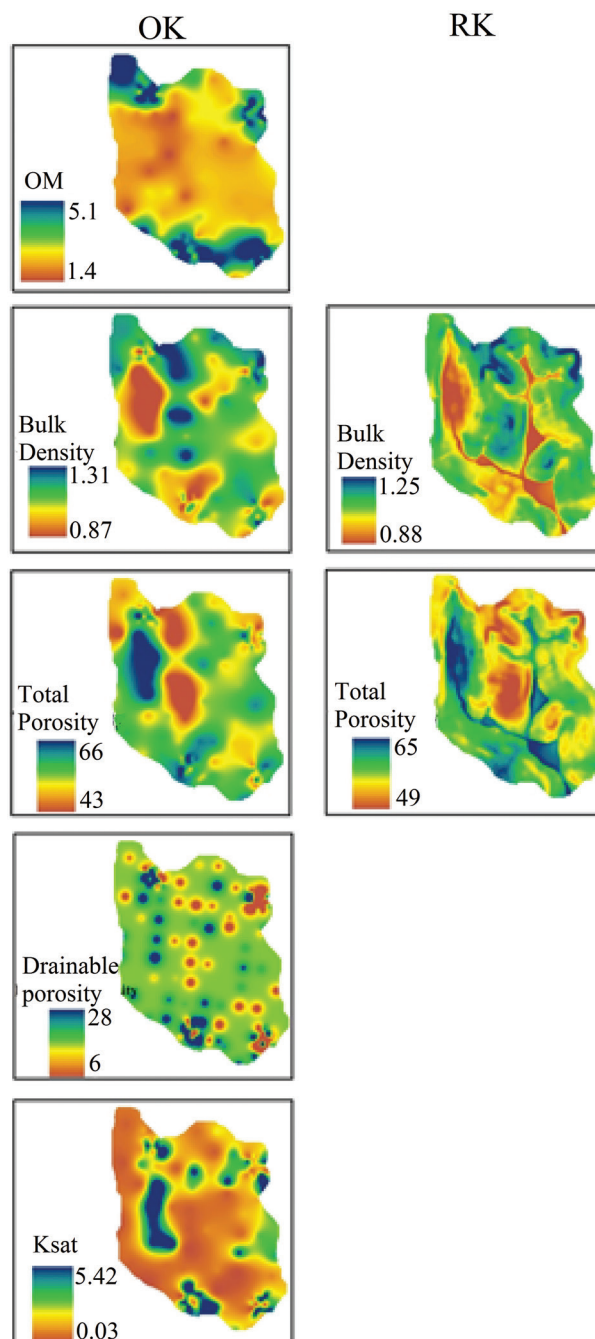 OK
RK
OM
5.1
1.4
Bulk
Density
1.31
0.87
Bulk
Density
1.25
0.88
Total
Porosity
66
43
Total
Porosity
65
49
Drainable
porosity
28
6
Ksat
5.42
0.03